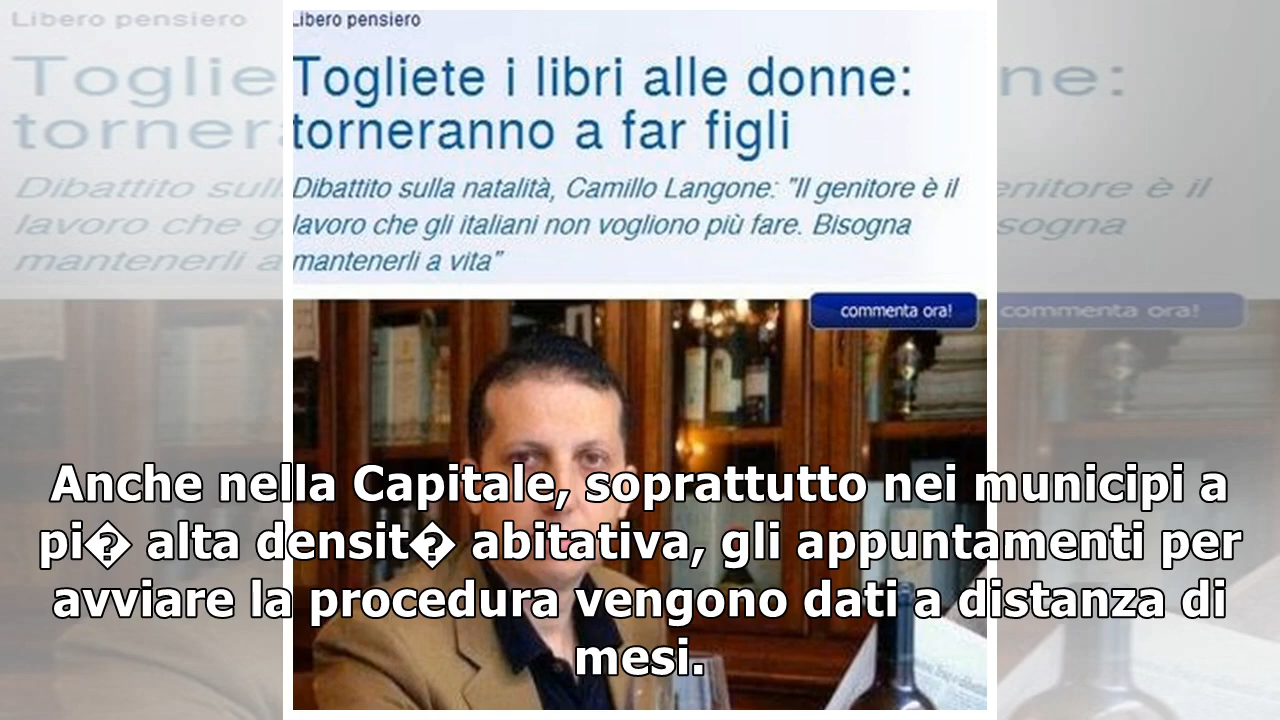 Libero pensiero
Togliete i libri alle donne:
torneranno a far figli
Dibattito sulla natalità, Camillo Langone: "Il genitore è il
lavoro che gli italiani non vogliono più fare. Bisogna
mantenerli a vita"
commenta ora!
Anche nella Capitale, soprattutto nei municipi a
pi� alta densit� abitativa, gli appuntamenti per
avviare la procedura vengono dati a distanza di
mesi.